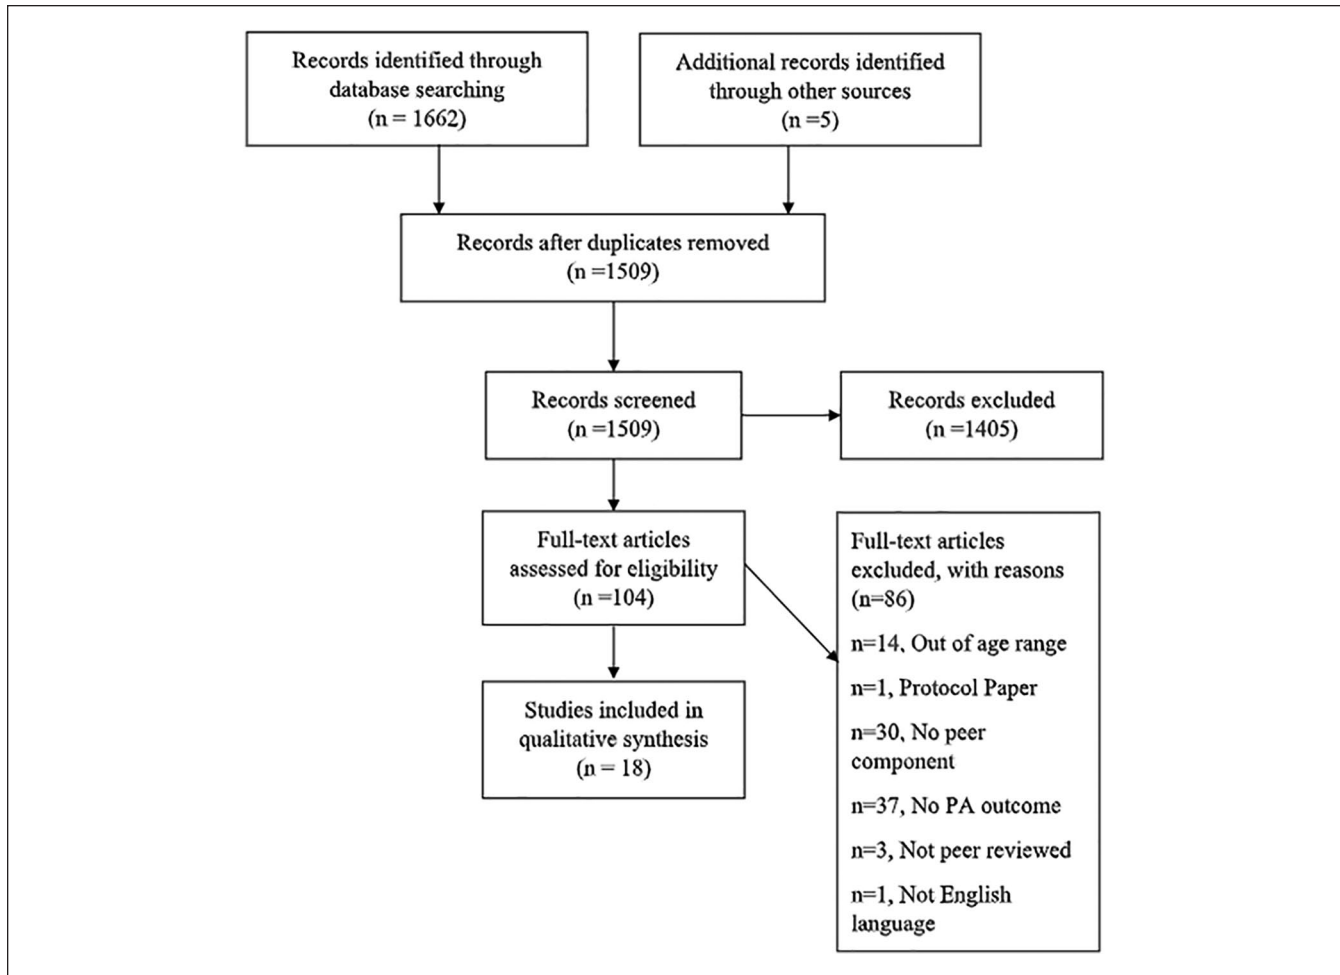 Records identified through
database searching
(n = 1662)
Additional records identified
through other sources
(n =5)
Records after duplicates removed
(n =1509)
Records screened
(n =1509)
Records excluded
(n =1405)
Full-text articles
assessed for eligibility
(n =104)
Full-text articles
excluded, with reasons
(n=86)
n=14, Out of age range
n=1, Protocol Paper
n=30, No peer
component
n=37, No PA outcome
n=3, Not peer reviewed
n=1, Not English
language
Studies included in
qualitative synthesis
(n = 18)